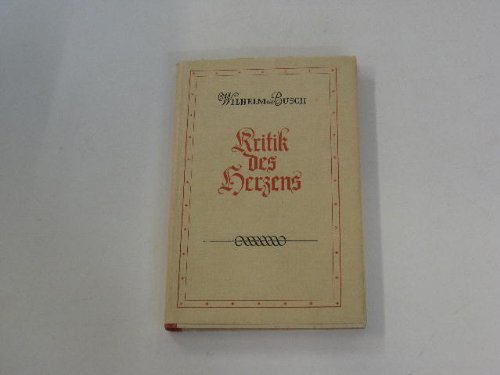 WILHELM BUSCH
Kritik
des
Herzens